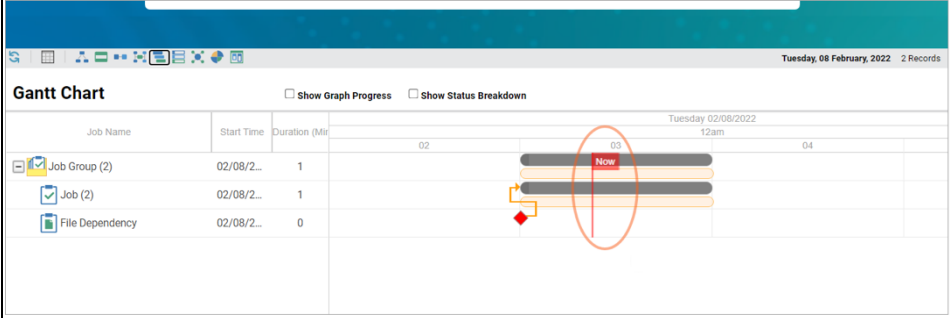 Tuesday, 08 February, 2022 2 Records
Gantt Chart
Show Graph Progress Show Status Breakdown
Job Name Start Time Duration (Min
Tuesday 02/08/2022
12am
02 03 04
Job Group (2) 02/08/2... 1
Now
Job (2) 02/08/2... 1
File Dependency 02/08/2... 0